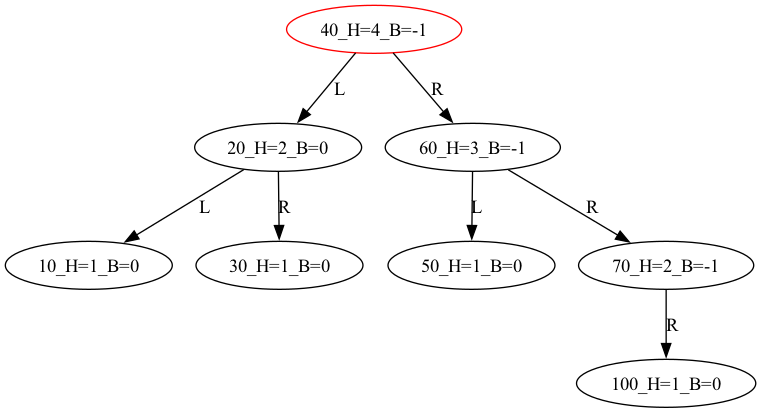 40_H=4_B=-1
L
R
20_H=2_B=0
60_H=3_B=-1
L
R
L
R
10_H=1_B=0
30_H=1_B=0
50_H=1_B=0
70_H=2_B=-1
R
100_H=1_B=0